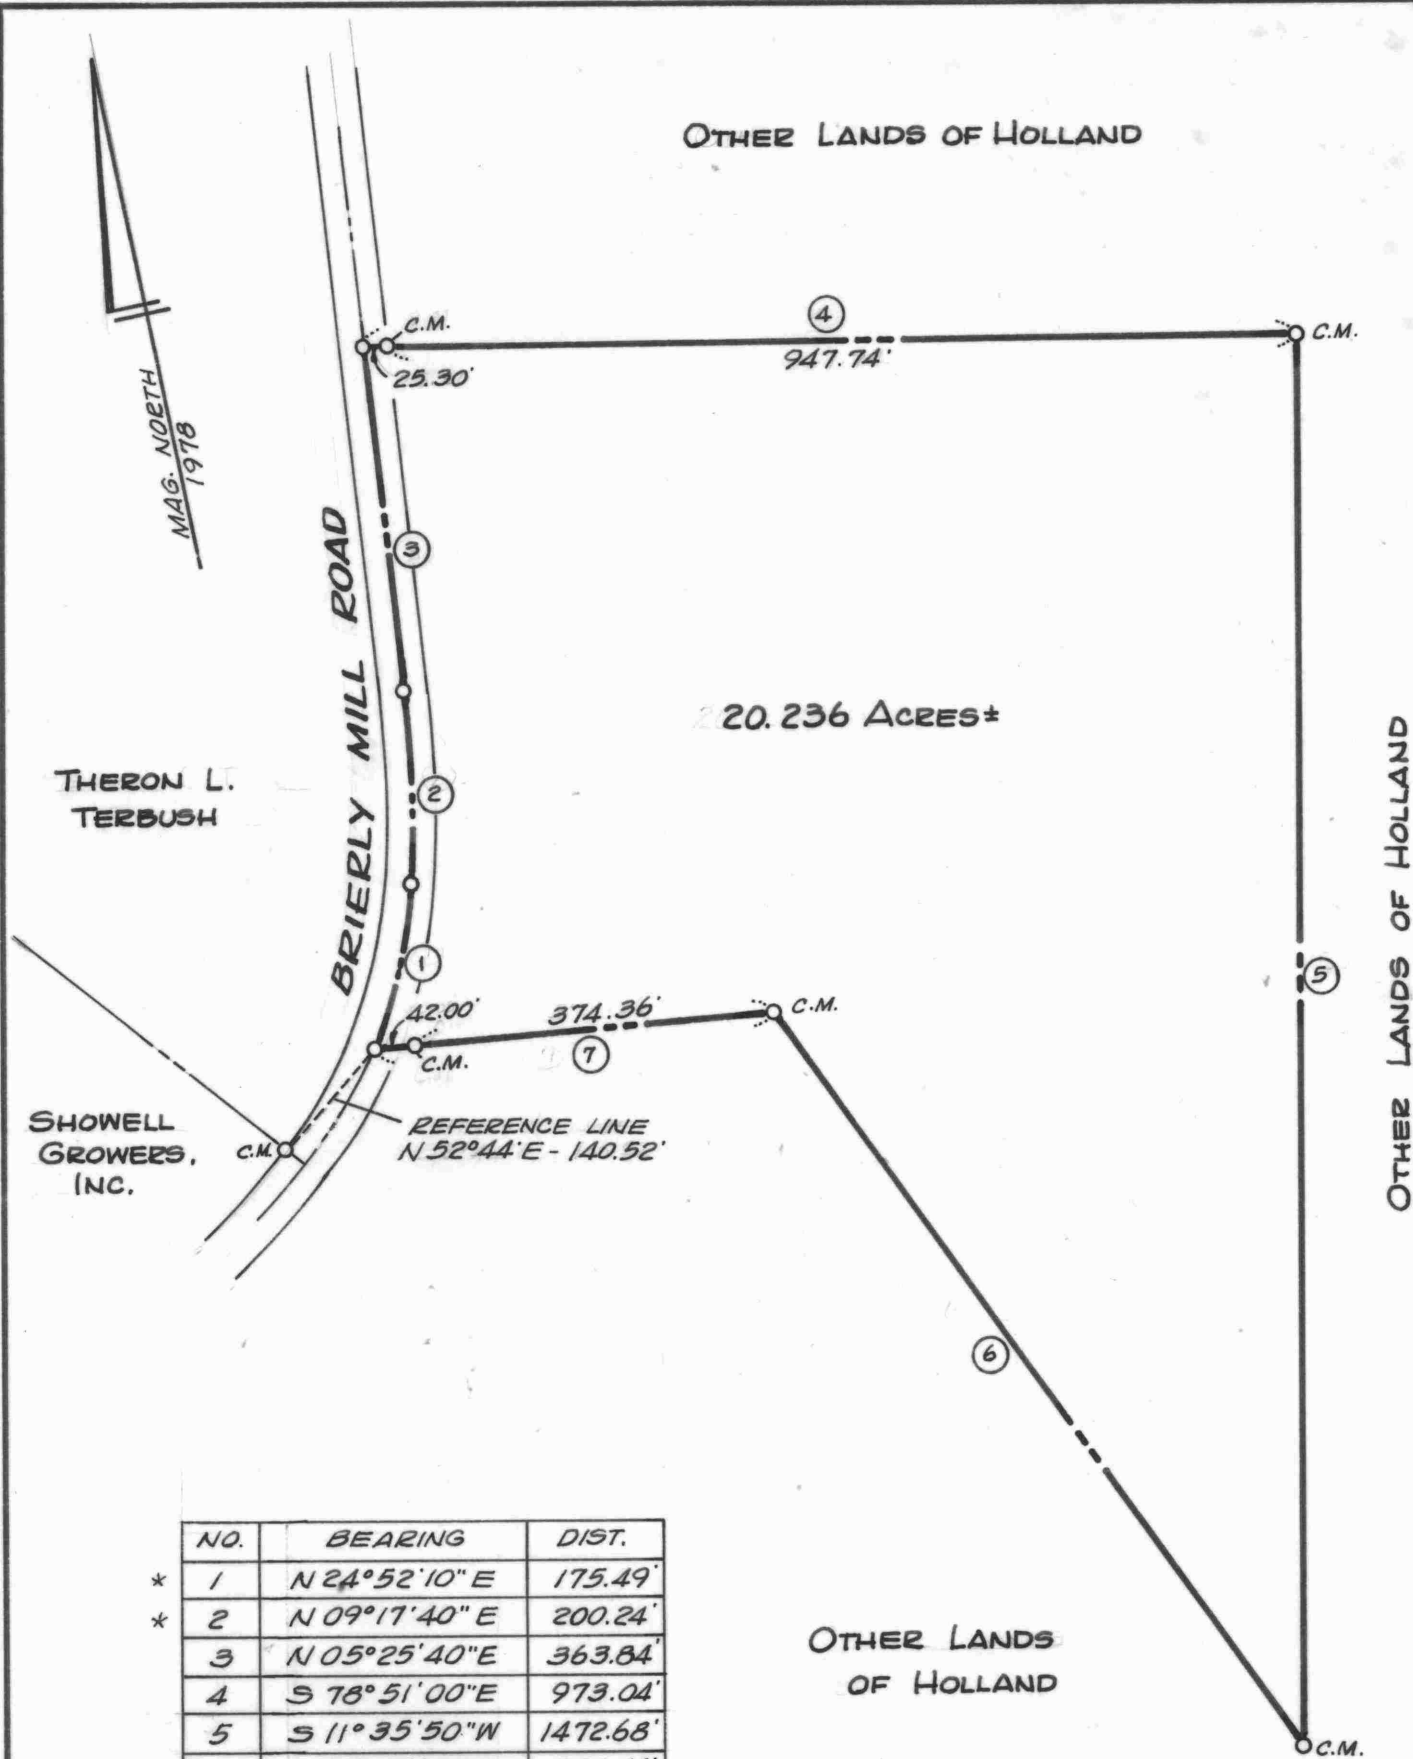 OTHER LANDS OF HOLLAND
C.M.
④
C.M.
947.74'
25.30'
MAG. NORTH
1978
③
BRIERLY MILL ROAD
20.236 ACRES±
THERON L.
TERBUSH
②
OTHER LANDS OF HOLLAND
①
⑤
42.00'
374.36'
C.M.
C.M.
⑦
SHOWELL
GROWERS,
INC.
C.M.
REFERENCE LINE
N 52°44' E - 140.52'
⑥
NO. BEARING DIST.
* 1 N 24°52'10" E 175.49'
* 2 N 09°17'40" E 200.24'
3 N 05°25'40" E 363.84'
4 S 78°51'00" E 973.04'
5 S 11°35'50" W 1472.68'
OTHER LANDS
OF HOLLAND
C.M.